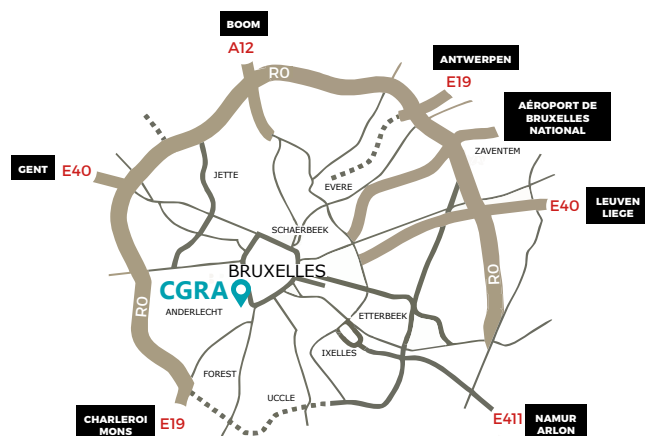 BOOM
A12
R0
ANTWERPEN
E19
AÉROPORT DE
BRUXELLES
NATIONAL
ZAVENTEM
GENT
E40
JETTE
EVERE
E40
LEUVEN
LIEGE
SCHAERBEEK
BRUXELLES
CGRA
ANDERLECHT
R0
R0
ETTERBEEK
IXELLES
FOREST
UCCLE
CHARLEROI
MONS
E19
E411
NAMUR
ARLON